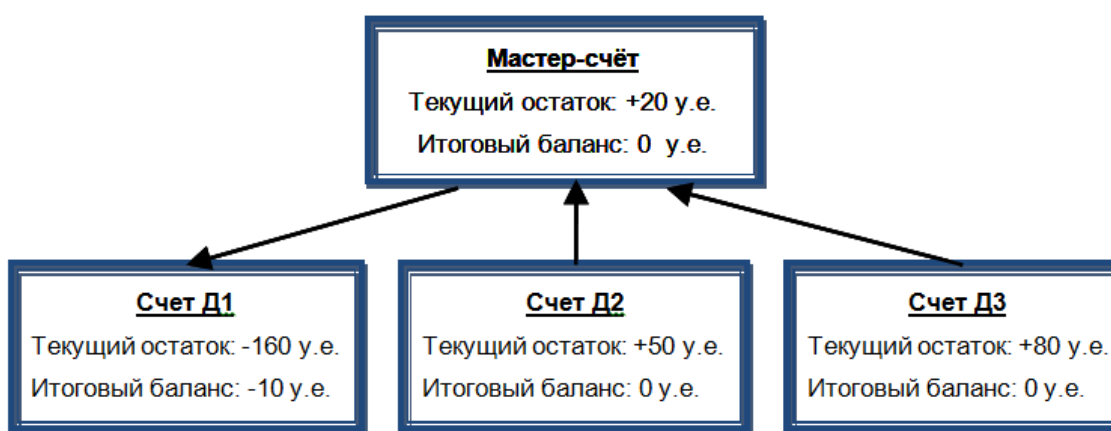 Мастер-счёт
Текущий остаток: +20 у.е.
Итоговый баланс: 0 у.е.
Счет Д1
Текущий остаток: -160 у.е.
Итоговый баланс: -10 у.е.
Счет Д2
Текущий остаток: +50 у.е.
Итоговый баланс: 0 у.е.
Счет Д3
Текущий остаток: +80 у.е.
Итоговый баланс: 0 у.е.